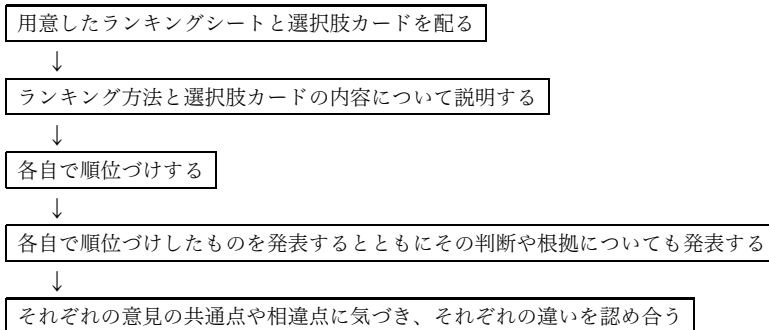 用意したランキングシートと選択肢カードを配る
↓
ランキング方法と選択肢カードの内容について説明する
↓
各自で順位づけする
↓
各自で順位づけしたものを発表するとともにその判断や根拠についても発表する
↓
それぞれの意見の共通点や相違点に気づき、それぞれの違いを認め合う